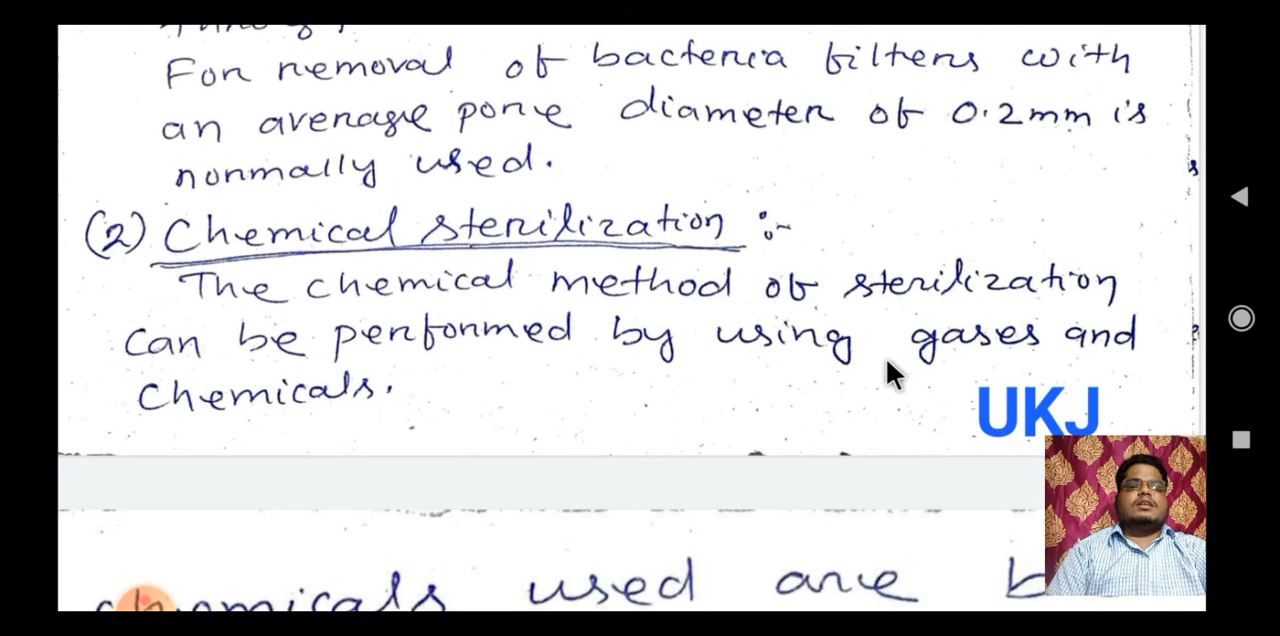 For removal of bacteria filters with
an average pore diameter of 0.2mm is
normally used.
(2) Chemical sterilization :-
The chemical method of sterilization
can be performed by using gases and
chemicals.
UKJ
chemicals used are